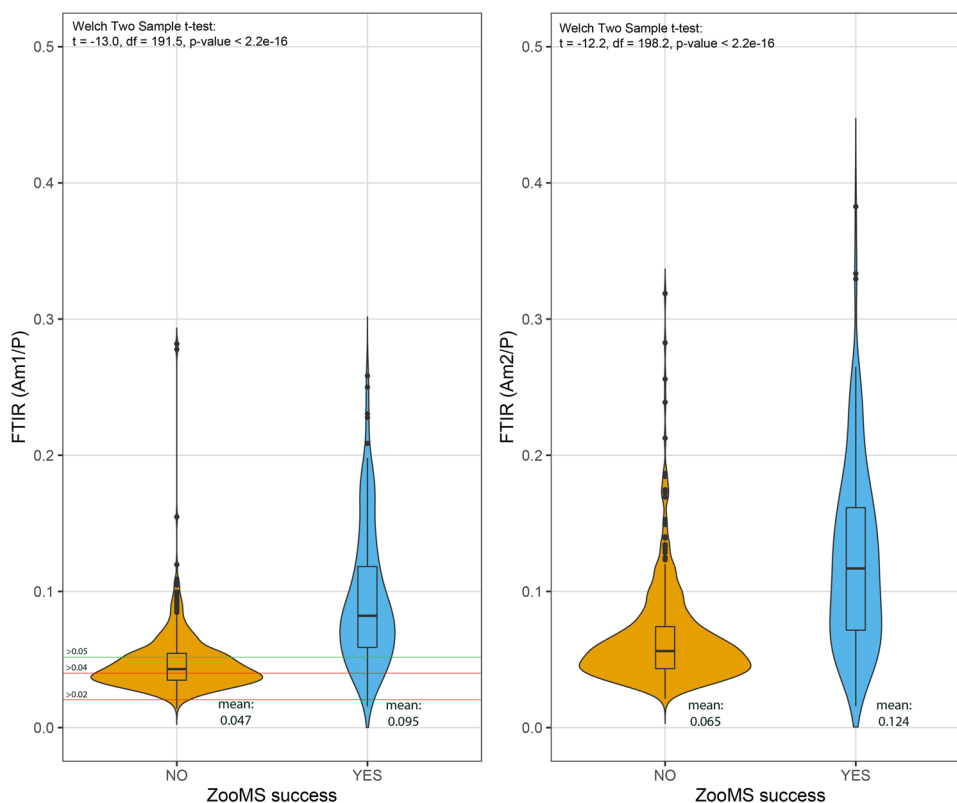 Welch Two Sample t-test:
t = -13.0, df = 191.5, p-value < 2.2e-16
0.5
0.4
0.3
0.2
0.1
0.0
FTIR (Am1/P)
>0.05
>0.04
>0.02
mean:
0.047
mean:
0.095
NO
YES
ZooMS success
Welch Two Sample t-test:
t = -12.2, df = 198.2, p-value < 2.2e-16
0.5
0.4
0.3
0.2
0.1
0.0
FTIR (Am2/P)
mean:
0.065
mean:
0.124
NO
YES
ZooMS success